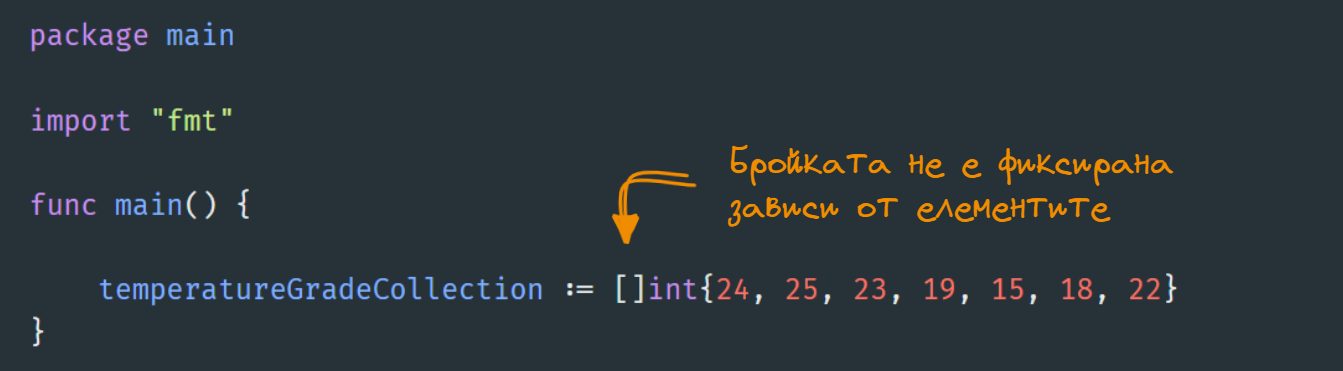 package main
import "fmt"
func main() {
Бройката не е фиксирана
зависи от елементите
temperatureGradeCollection := []int{24, 25, 23, 19, 15, 18, 22}
}